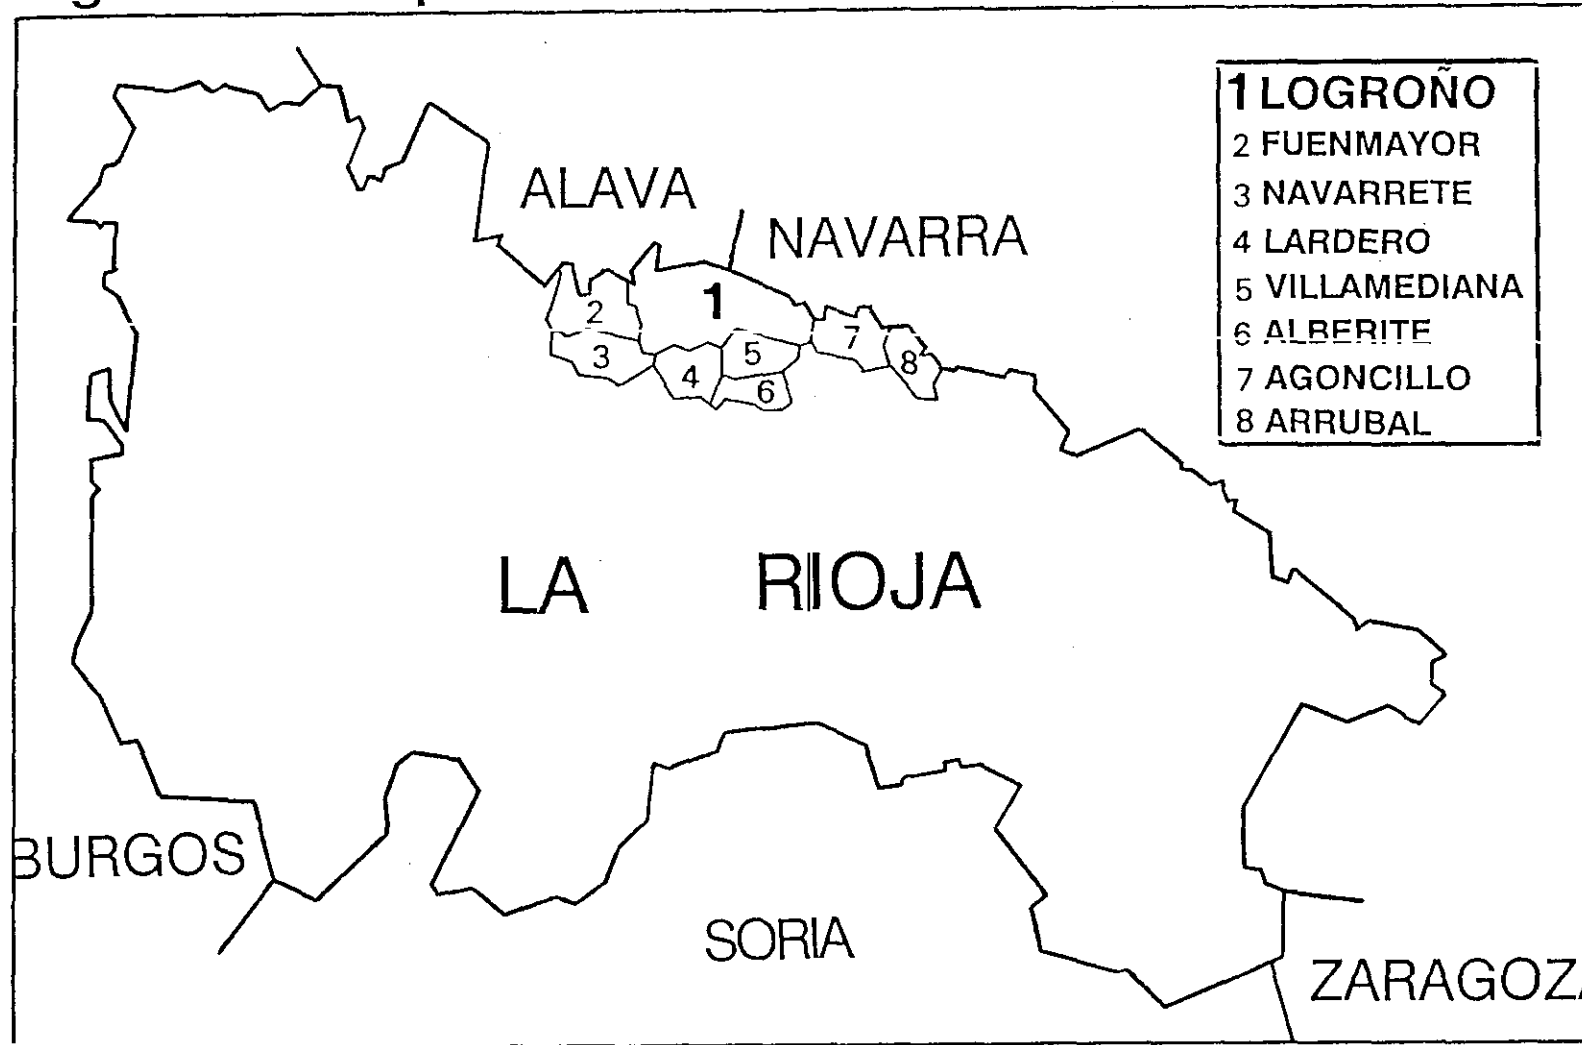 1 LOGROÑO
2 FUENMAYOR
3 NAVARRETE
4 LARDERO
5 VILLAMEDIANA
6 ALBERITE
7 AGONCILLO
8 ARRUBAL
ALAVA
NAVARRA
1
2
7
3
5
8
4
6
LA RIOJA
BURGOS
SORIA
ZARAGOZA